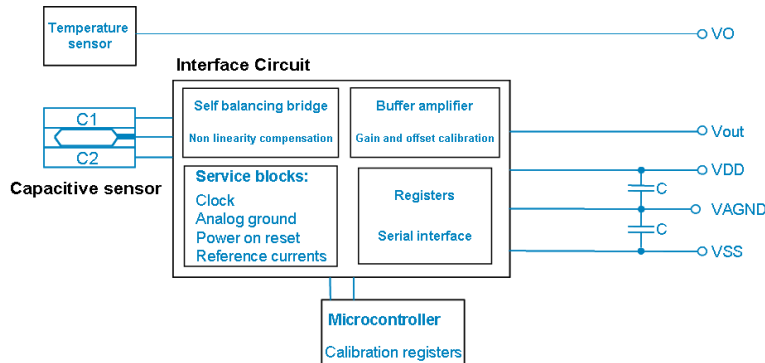 Temperature
sensor
VO
Interface Circuit
Self balancing bridge
Non linearity compensation
Buffer amplifier
Gain and offset calibration
C1
C2
Capacitive sensor
Vout
Service blocks:
Clock
Analog ground
Power on reset
Reference currents
Registers
Serial interface
VDD
C
VAGND
C
VSS
Microcontroller
Calibration registers